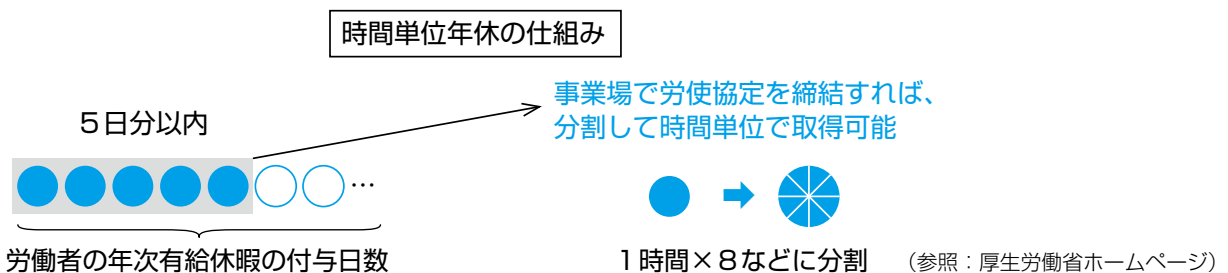 時間単位年休の仕組み
事業場で労使協定を締結すれば、
分割して時間単位で取得可能
5日分以内
…
労働者の年次有給休暇の付与日数
1時間×8などに分割
(参照：厚生労働省ホームページ)